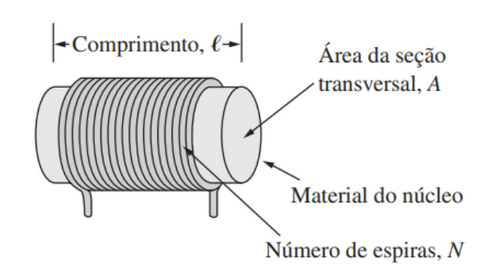 Comprimento, ℓ
Área da seção
transversal, A
Material do núcleo
Número de espiras, N